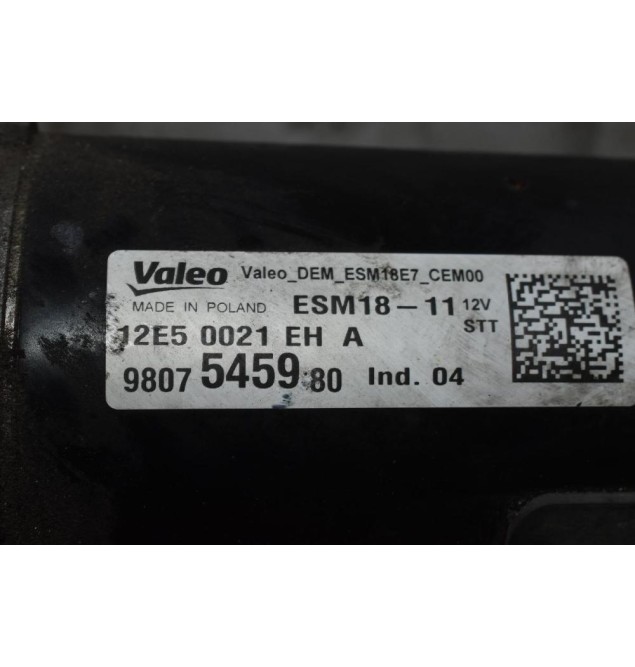 Valeo Valeo_DEM_ESM18E7_CEM00
MADE IN POLAND ESM18-11 12V
STT
12E5 0021 EH A
9807 5459 80 Ind. 04